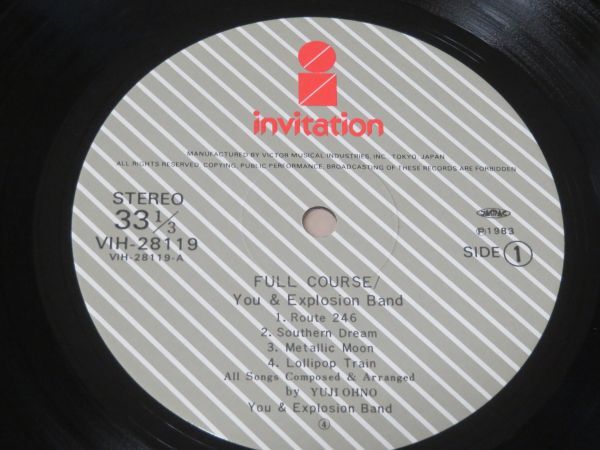 invitation
MANUFACTURED BY VICTOR MUSICAL INDUSTRIES, INC. TOKYO JAPAN
ALL RIGHTS RESERVED, COPYING, PUBLIC PERFORMANCE, BROADCASTING OF THESE RECORDS ARE FORBIDDEN
STEREO
33 1/3
VIH-28119
VIH-28119-A
JASRAC
Ⓟ1983
SIDE 1
FULL COURSE/
You & Explosion Band
1. Route 246
2. Southern Dream
3. Metallic Moon
4. Lollipop Train
All Songs Composed & Arranged
by YUJI OHNO
You & Explosion Band
④